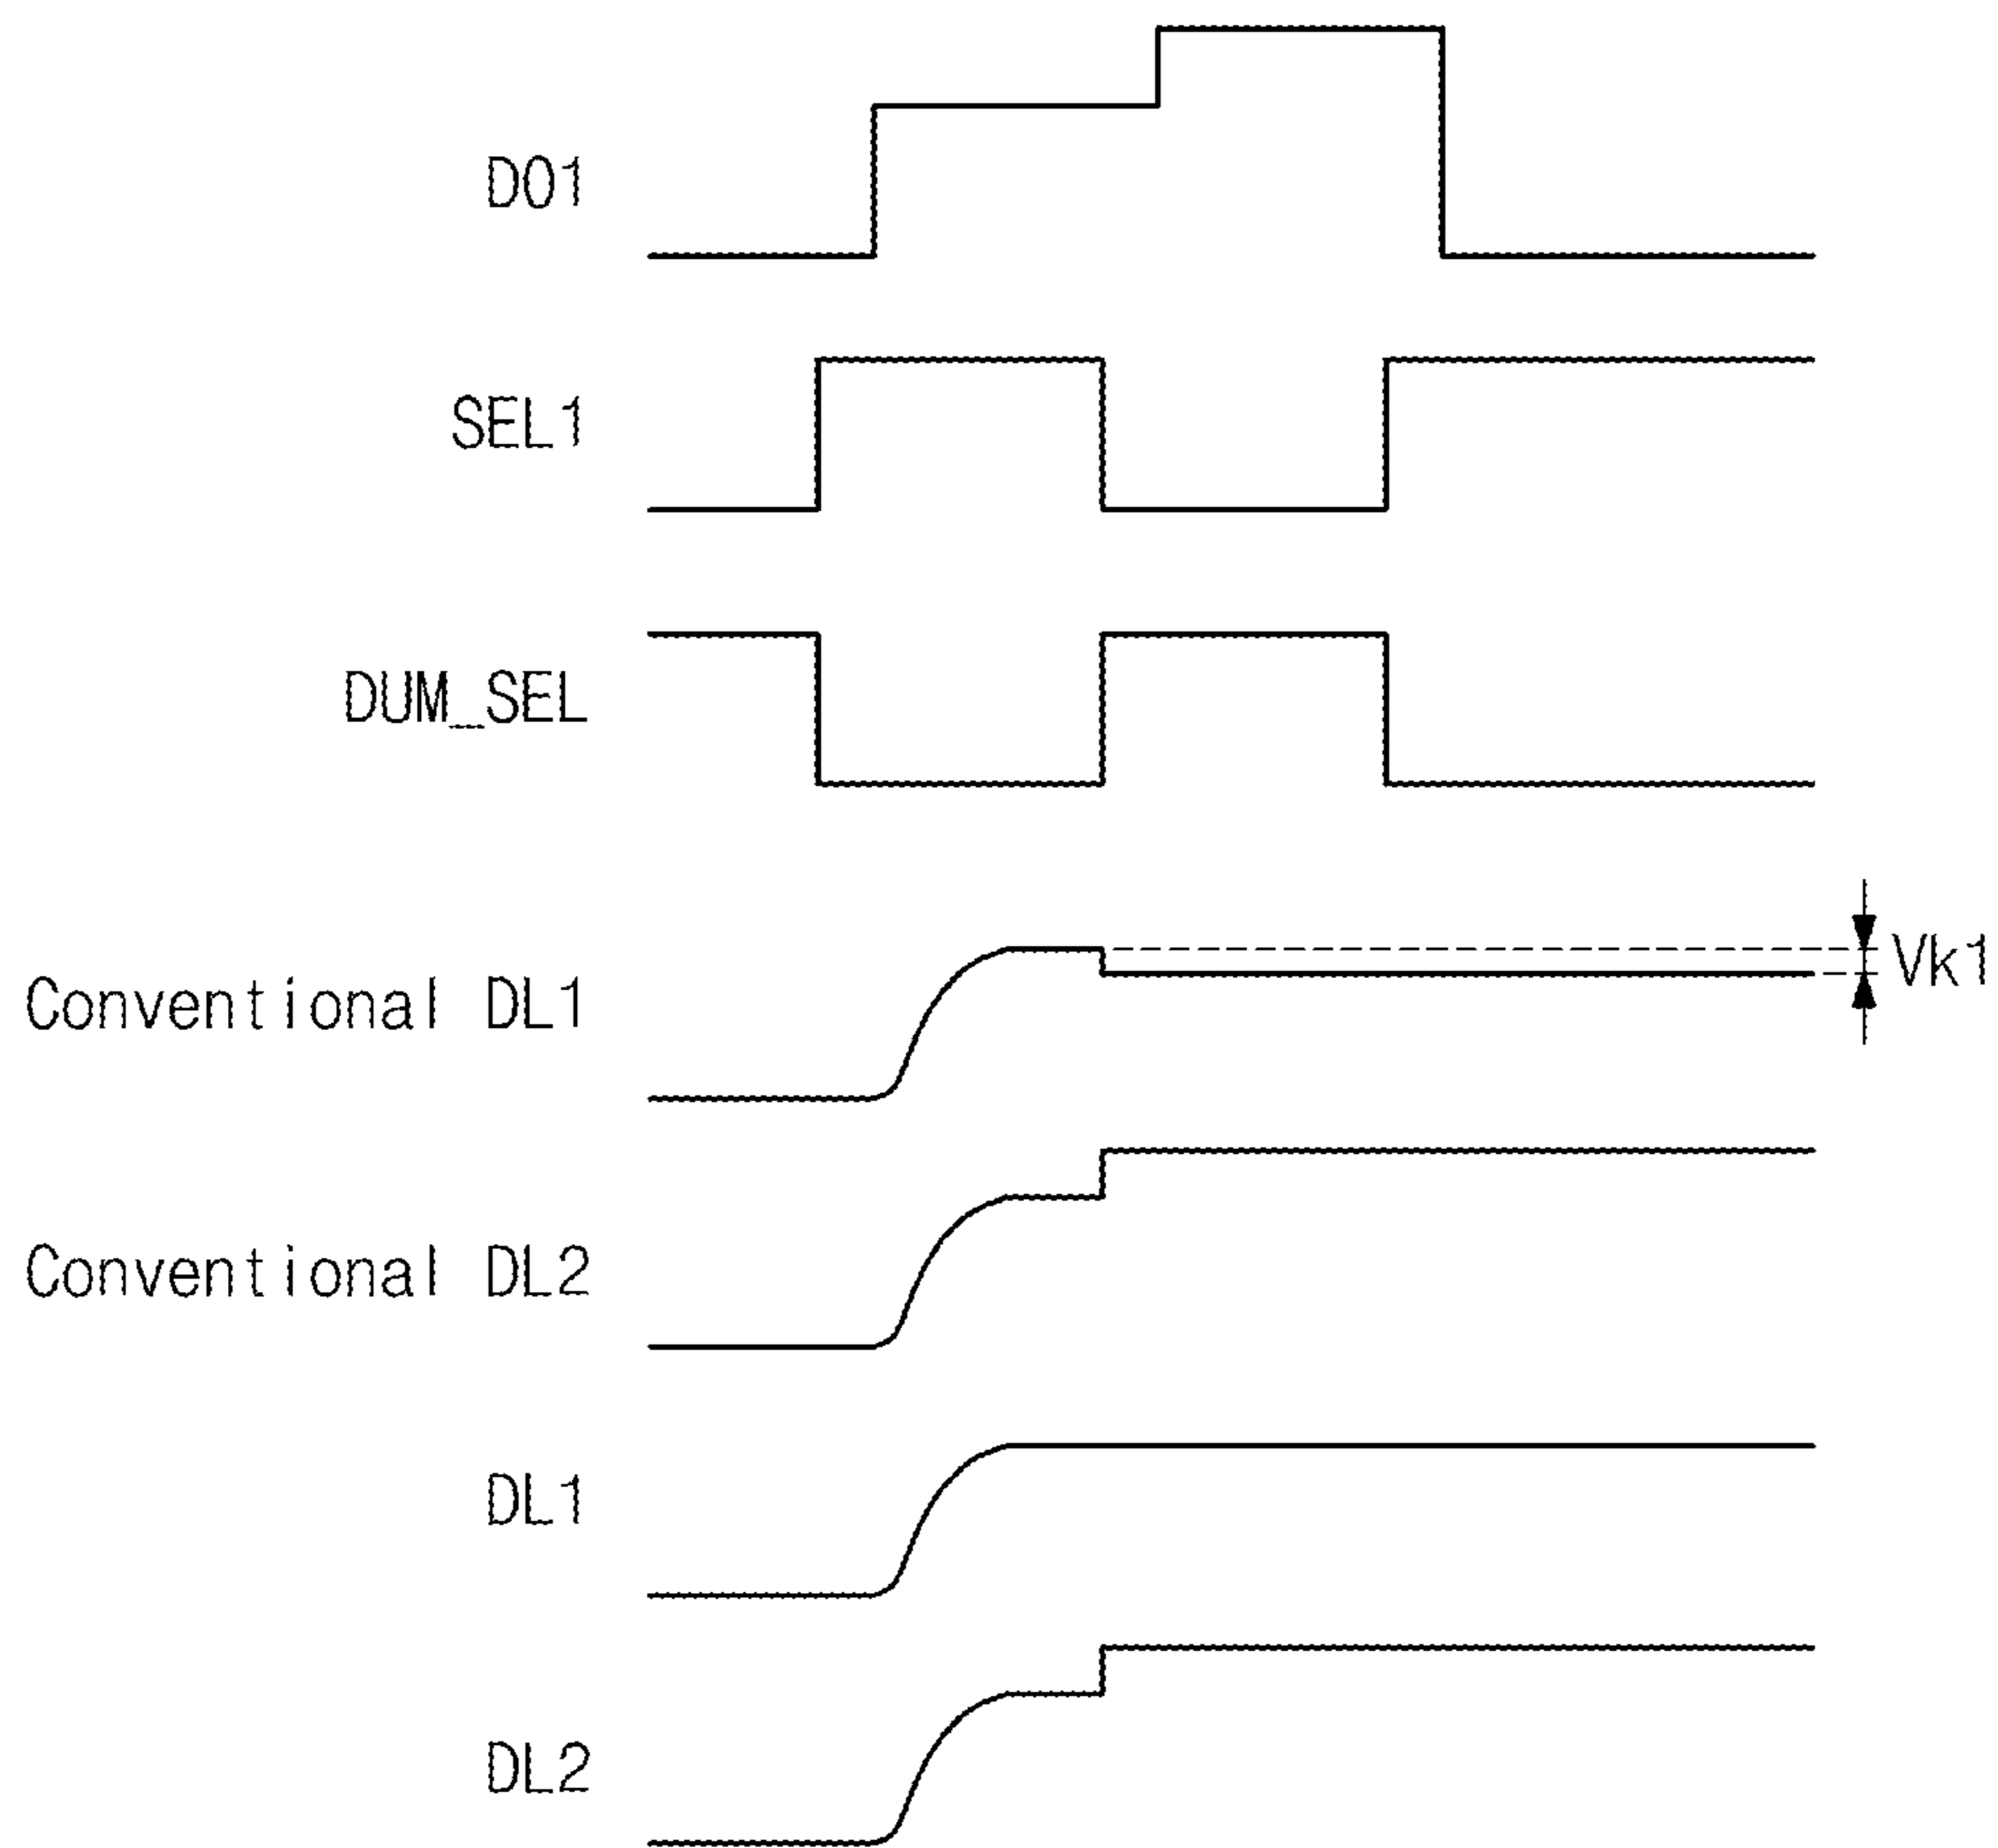 DO1
SEL1
DUM_SEL
Vk1
Conventional DL1
Conventional DL2
DL1
DL2